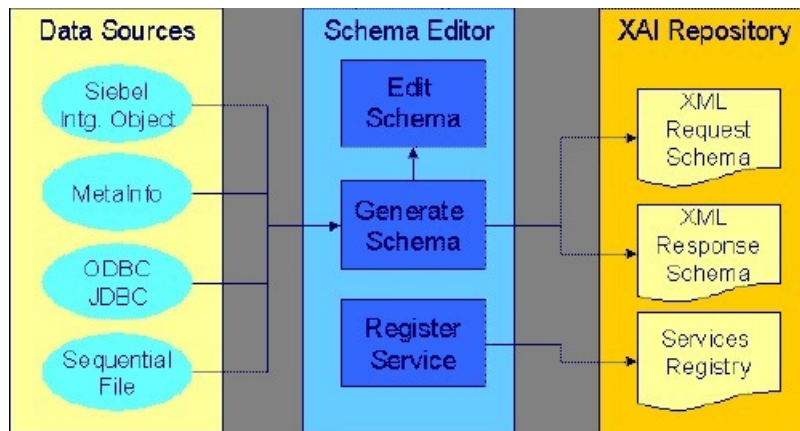 Data Sources
Siebel
Intg. Object
MetaInfo
ODBC
JDBC
Sequential
File
Schema Editor
Edit
Schema
Generate
Schema
Register
Service
XAI Repository
XML
Request
Schema
XML
Response
Schema
Services
Registry